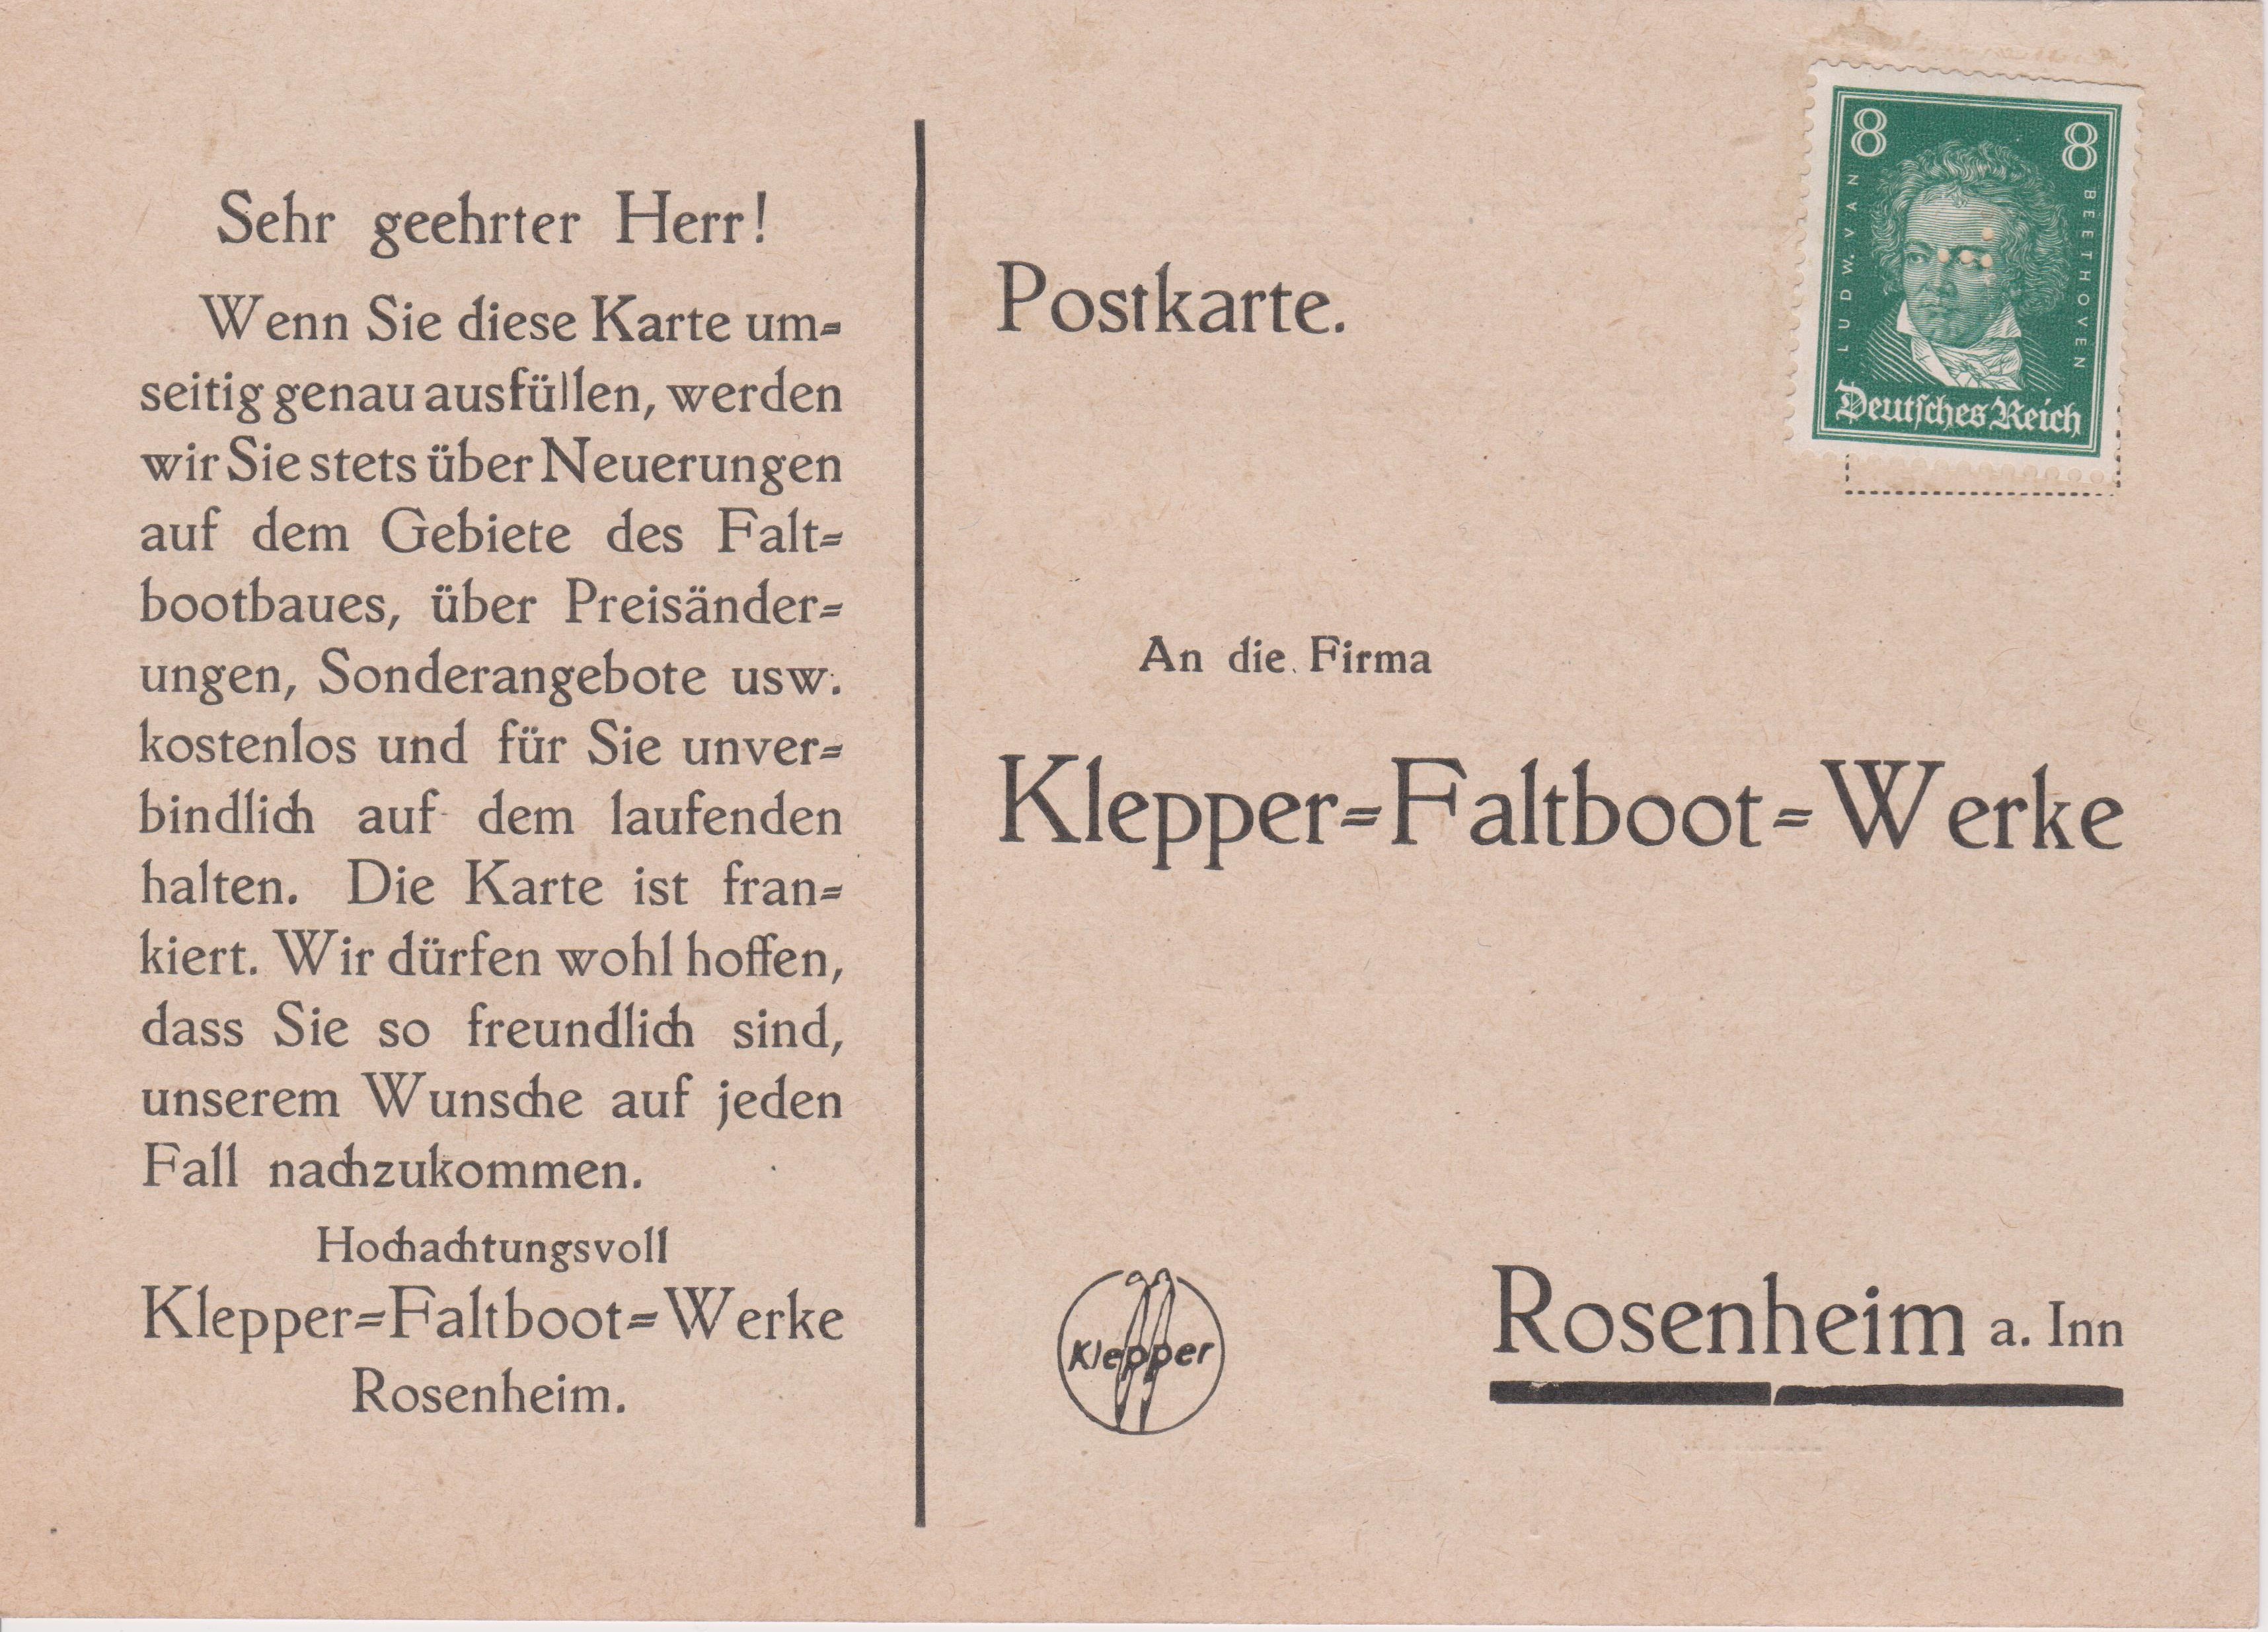 Sehr geehrter Herr!
Wenn Sie diese Karte um=
seitig genau ausfüllen, werden
wir Sie stets über Neuerungen
auf dem Gebiete des Falt=
bootbaues, über Preisänder=
ungen, Sonderangebote usw.
kostenlos und für Sie unver=
bindlich auf dem laufenden
halten. Die Karte ist fran=
kiert. Wir dürfen wohl hoffen,
dass Sie so freundlich sind,
unserem Wunsche auf jeden
Fall nachzukommen.
Hochachtungsvoll
Klepper=Faltboot=Werke
Rosenheim.
Postkarte.
8 8
LUDW. VAN BEETHOVEN
Deutsches Reich
An die Firma
Klepper=Faltboot=Werke
Klepper
Rosenheim a. Inn